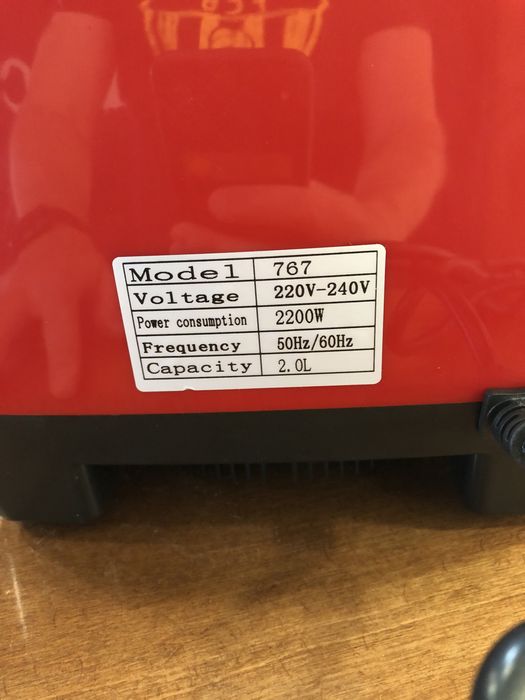 Model 767
Voltage 220V-240V
Power consumption 2200W
Frequency 50Hz/60Hz
Capacity 2.0L